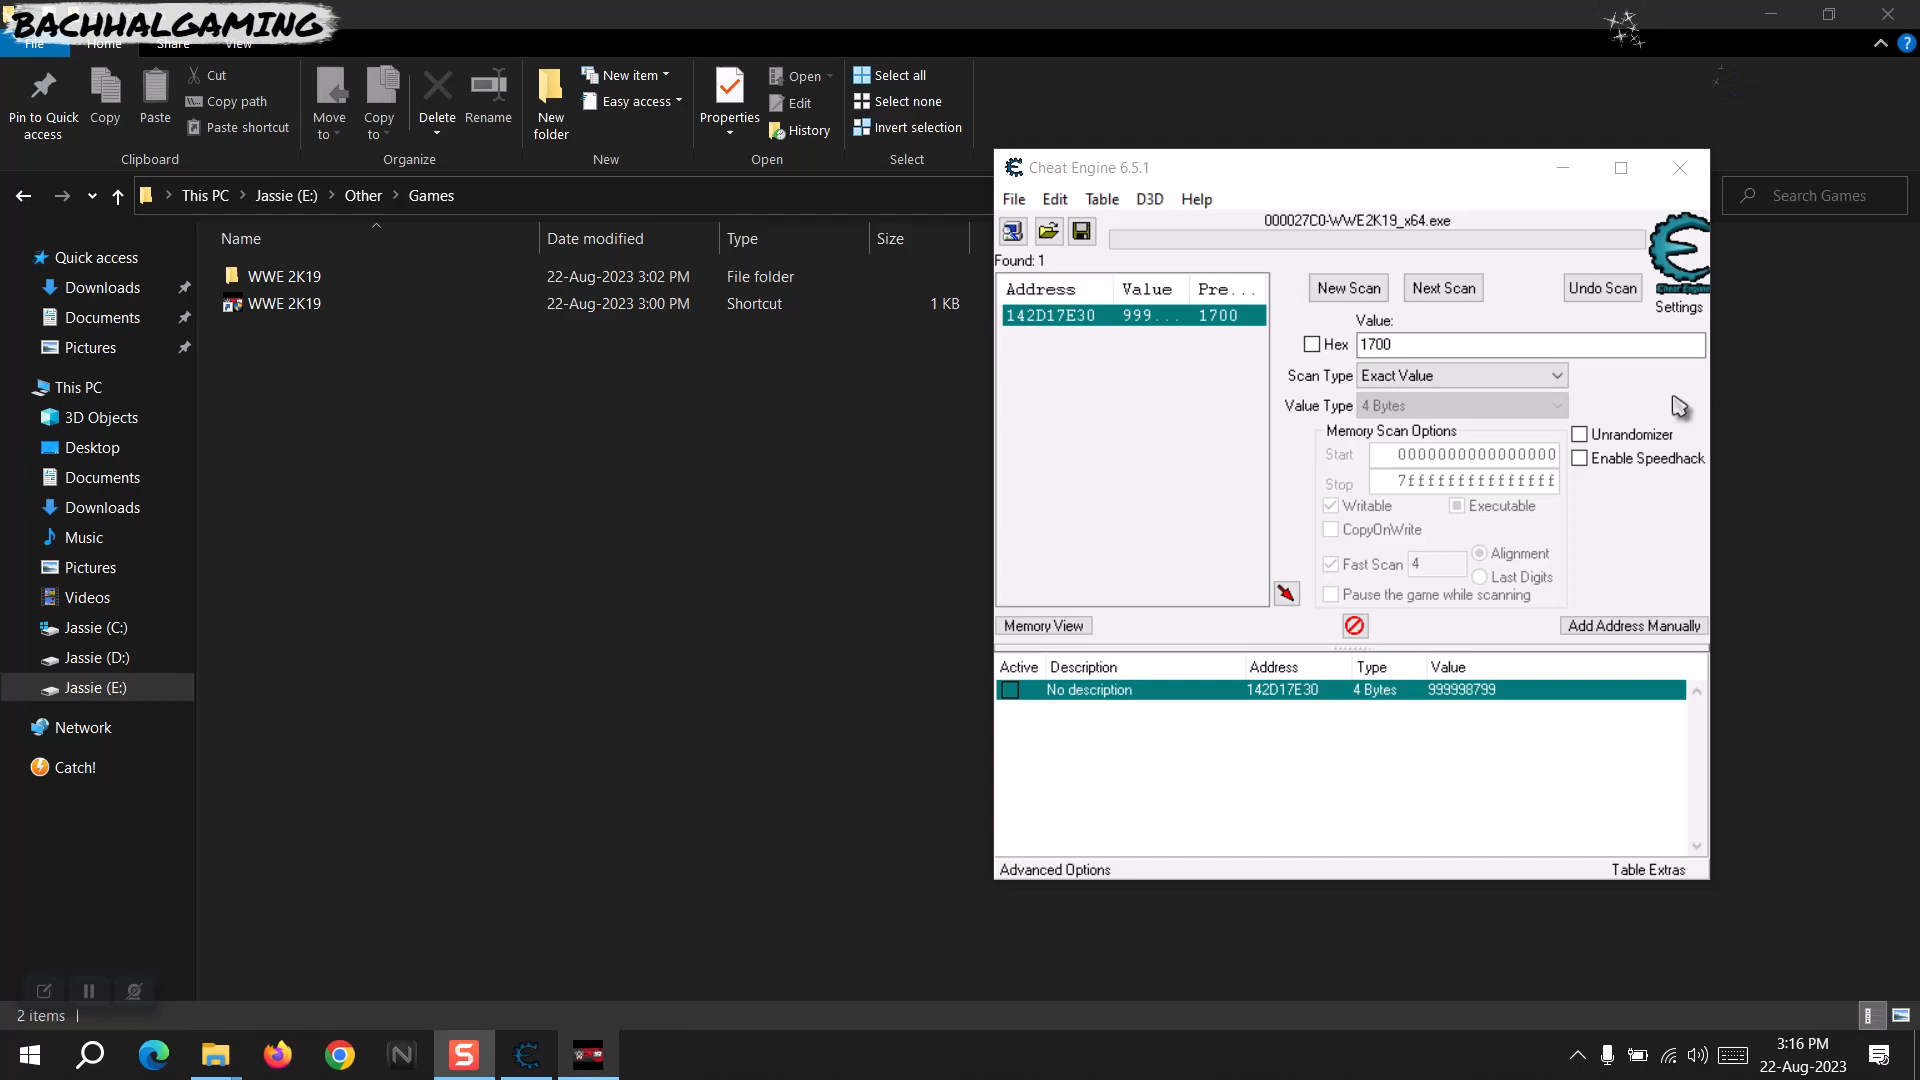 BACHHALGAMING
File
Home
Share
View
Pin to Quick access
Copy
Paste
Cut
Copy path
Paste shortcut
Clipboard
Move to
Copy to
Delete
Rename
Organize
New folder
New item
Easy access
New
Properties
Open
Edit
History
Open
Select all
Select none
Invert selection
Select
This PC
Jassie (E:)
Other
Games
Search Games
Name
Date modified
Type
Size
WWE 2K19
22-Aug-2023 3:02 PM
File folder
WWE 2K19
22-Aug-2023 3:00 PM
Shortcut
1 KB
Quick access
Downloads
Documents
Pictures
This PC
3D Objects
Desktop
Documents
Downloads
Music
Pictures
Videos
Jassie (C:)
Jassie (D:)
Jassie (E:)
Network
Catch!
2 items
Cheat Engine 6.5.1
File
Edit
Table
D3D
Help
000027C0-WWE2K19_x64.exe
Found: 1
Address
Value
Pre...
142D17E30
999...
1700
New Scan
Next Scan
Undo Scan
Cheat Engine
Settings
Value:
Hex
1700
Scan Type
Exact Value
Value Type
4 Bytes
Memory Scan Options
Start
0000000000000000
Stop
7fffffffffffffff
Writable
Executable
CopyOnWrite
Fast Scan
4
Alignment
Last Digits
Pause the game while scanning
Unrandomizer
Enable Speedhack
Memory View
Add Address Manually
Active
Description
Address
Type
Value
No description
142D17E30
4 Bytes
999998799
Advanced Options
Table Extras
3:16 PM
22-Aug-2023